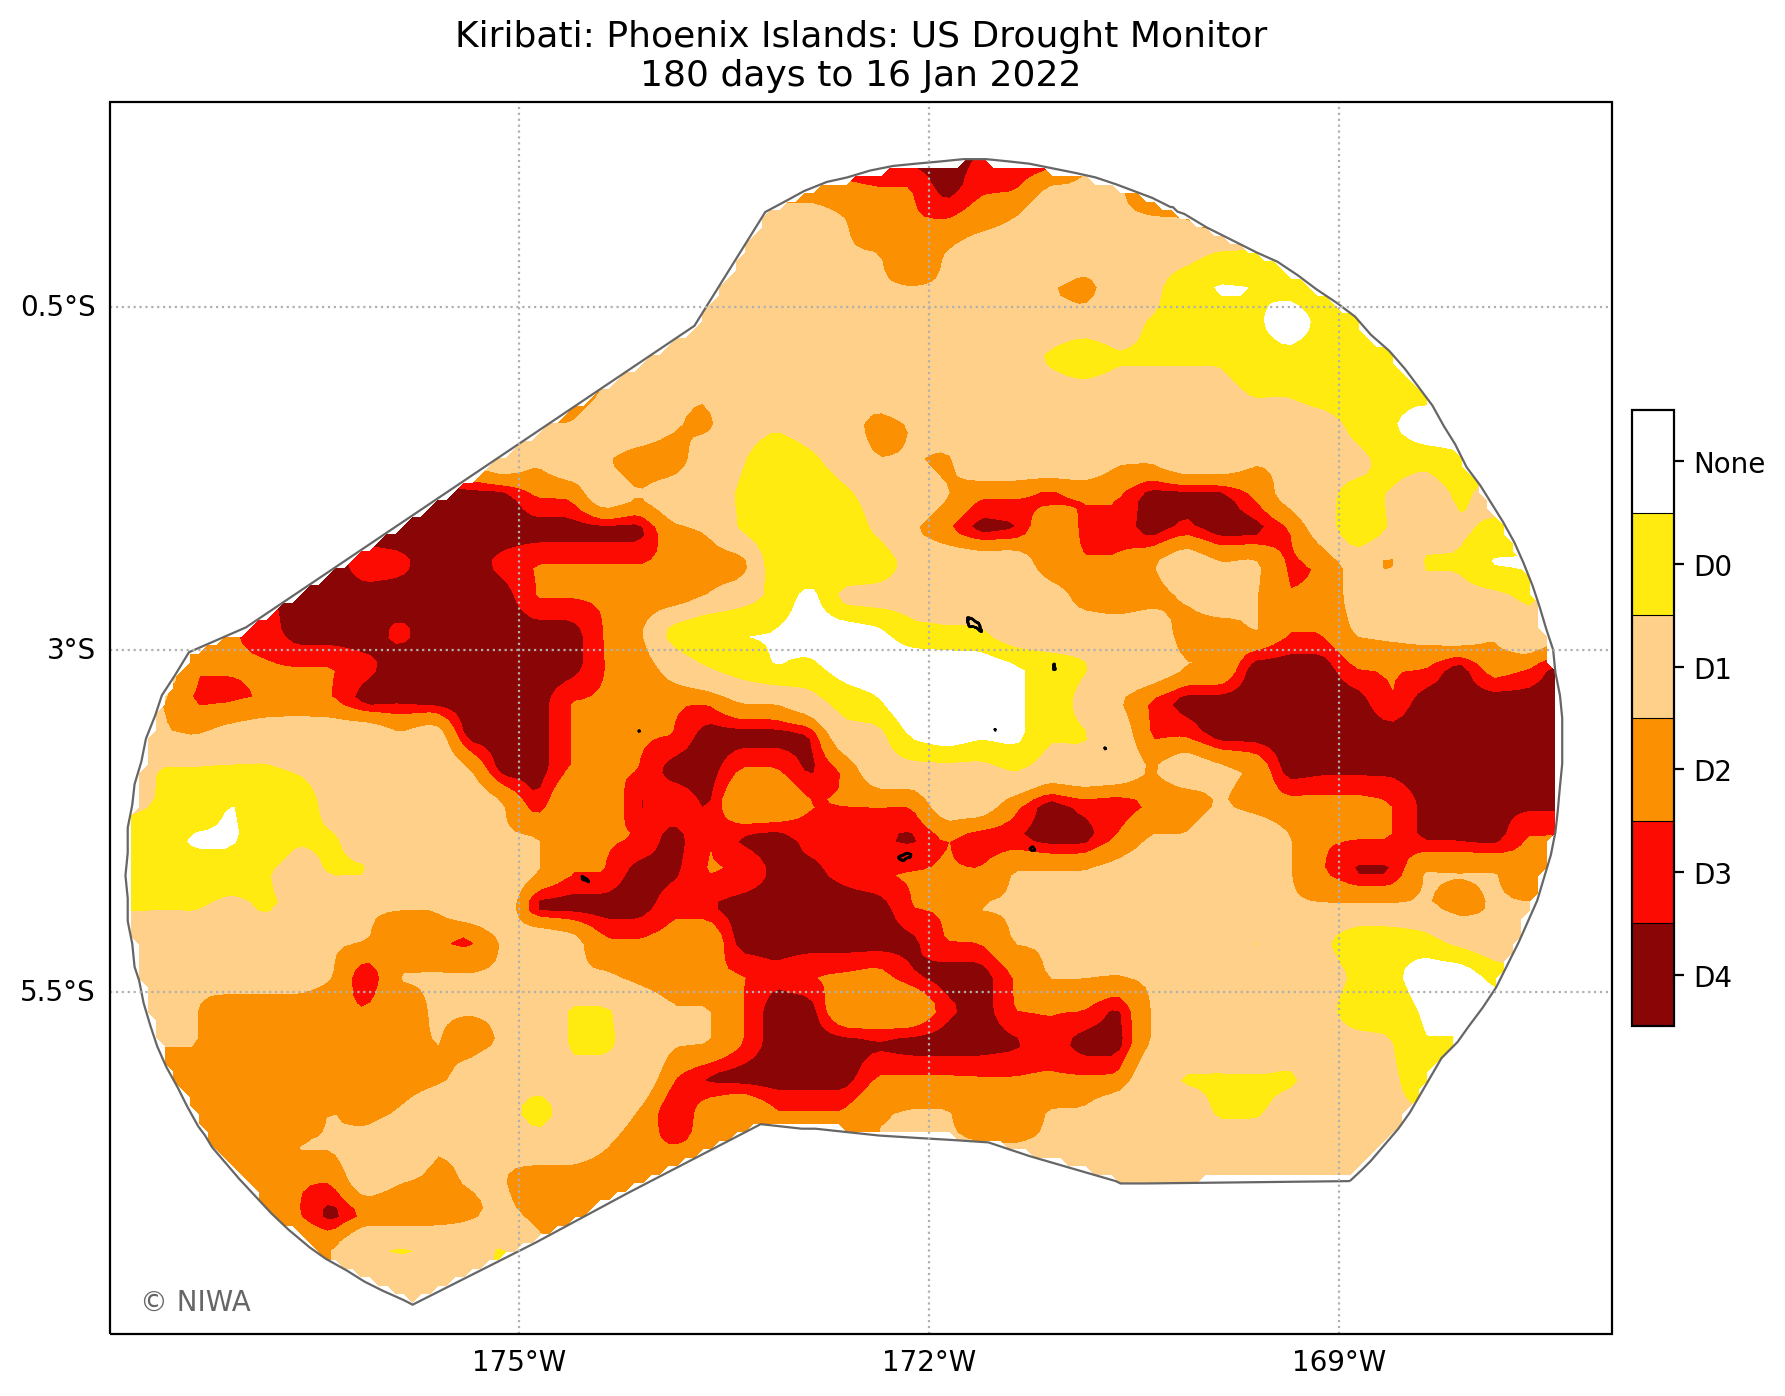 Kiribati: Phoenix Islands: US Drought Monitor
180 days to 16 Jan 2022
0.5°S
3°S
5.5°S
175°W
172°W
169°W
None
D0
D1
D2
D3
D4
© NIWA